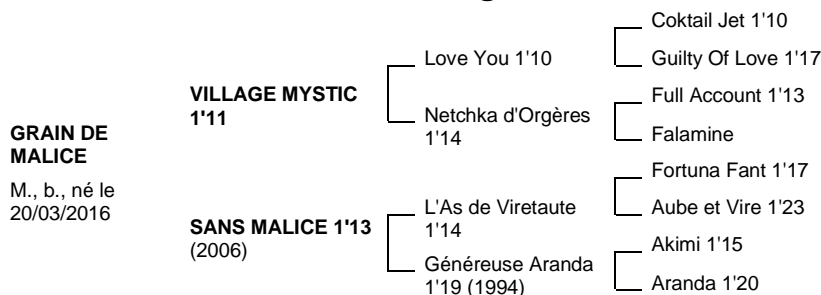 GRAIN DE
MALICE
M., b., né le
20/03/2016
VILLAGE MYSTIC
1'11
SANS MALICE 1'13
(2006)
Love You 1'10
Netchka d'Orgères
1'14
L'As de Viretaute
1'14
Généreuse Aranda
1'19 (1994)
Coktail Jet 1'10
Guilty Of Love 1'17
Full Account 1'13
Falamine
Fortuna Fant 1'17
Aube et Vire 1'23
Akimi 1'15
Aranda 1'20